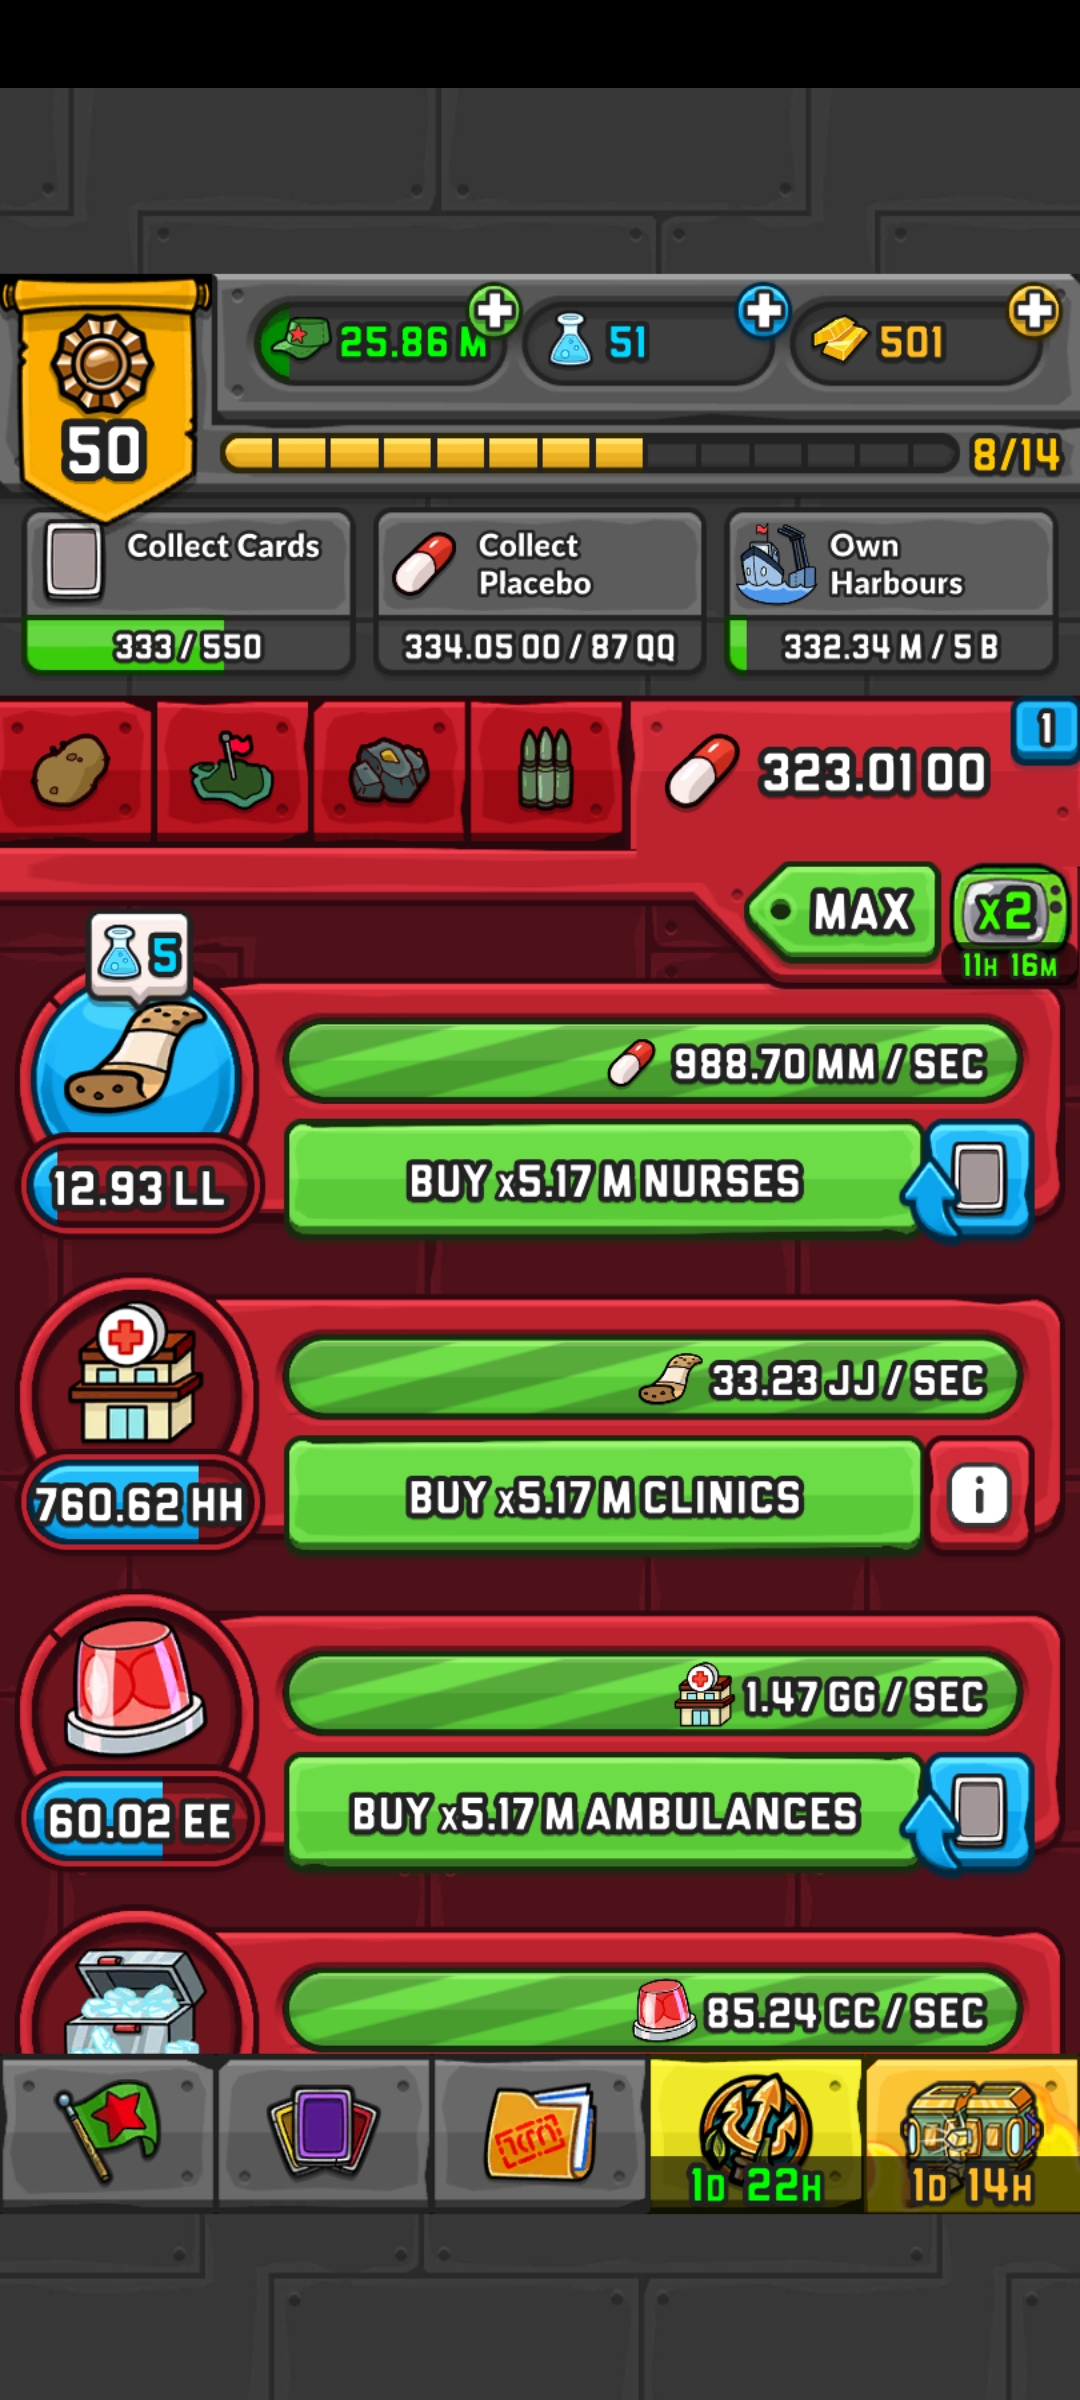 25.86 M
51
501
50
8/14
Collect Cards
333 / 550
Collect
Placebo
334.05 OO / 87 QQ
Own
Harbours
332.34 M / 5 B
323.01 OO
1
MAX
x2
11H 16M
5
988.70 MM / SEC
12.93 LL
BUY x5.17 M NURSES
33.23 JJ / SEC
760.62 HH
BUY x5.17 M CLINICS
i
1.47 GG / SEC
60.02 EE
BUY x5.17 M AMBULANCES
85.24 CC / SEC
1D 22H
1D 14H